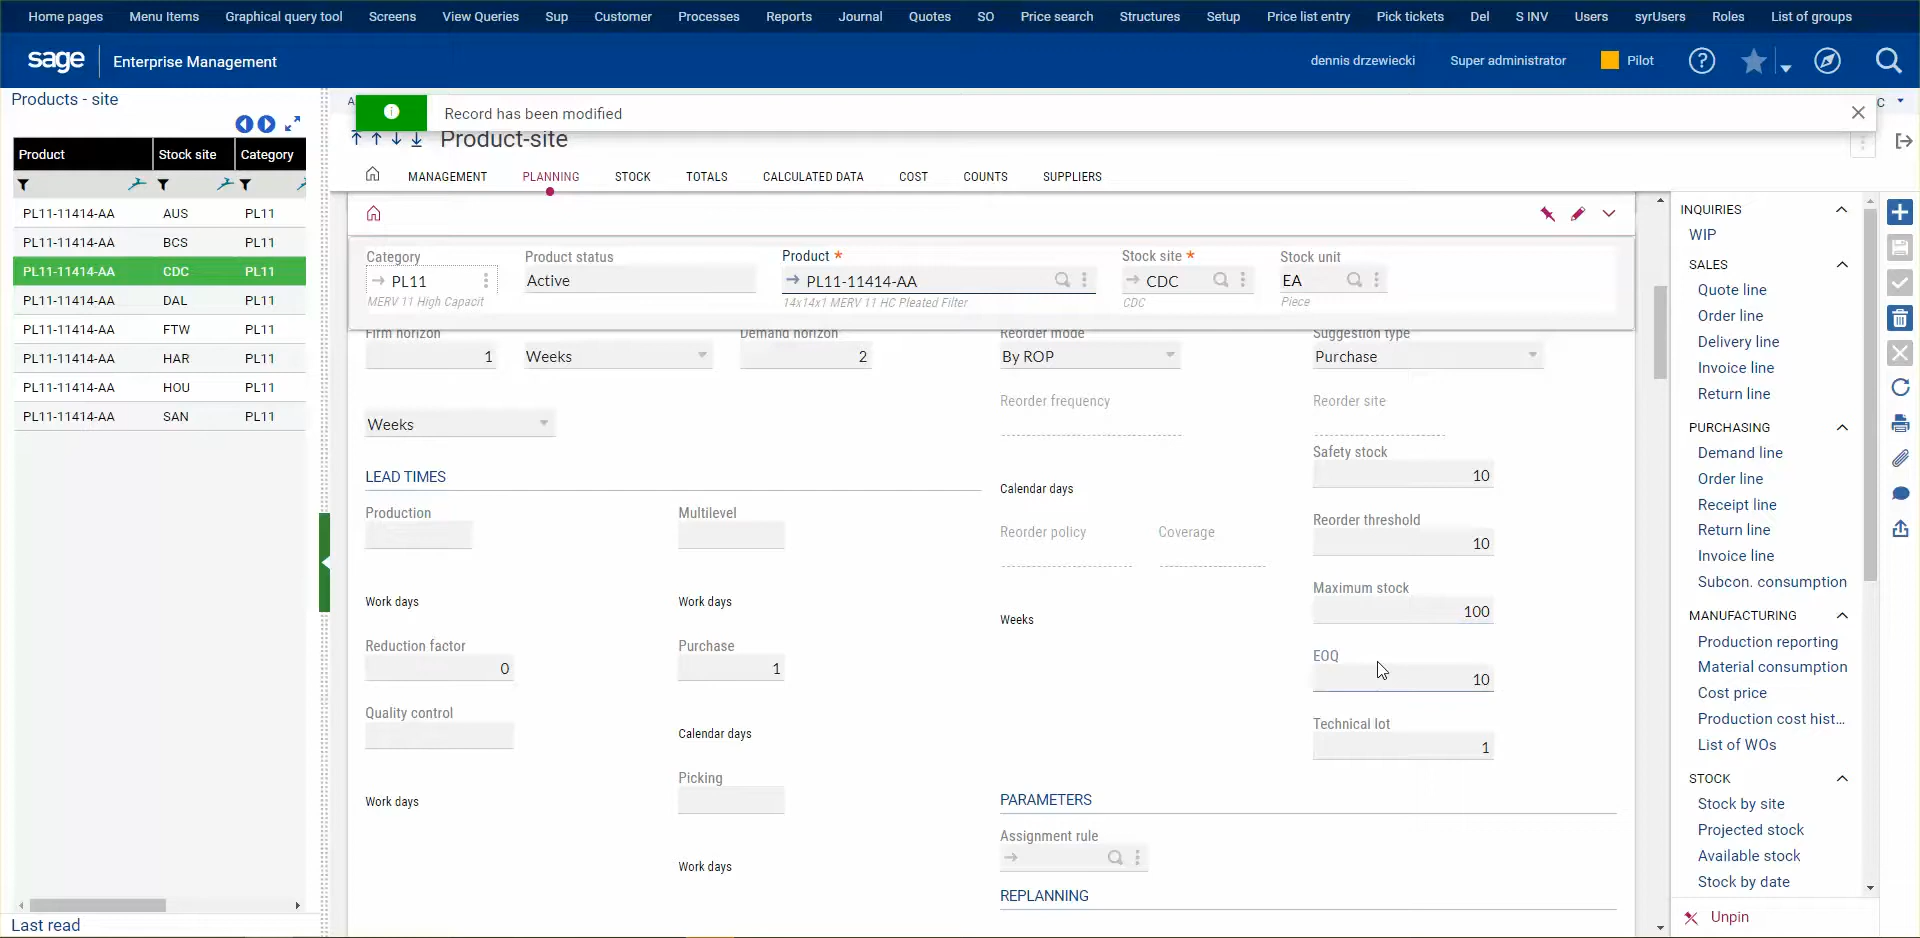 Home pages Menu Items Graphical query tool Screens View Queries Sup Customer Processes Reports Journal Quotes SO Price search Structures Setup Price list entry Pick tickets Del S INV Users syrUsers Roles List of groups
sage Enterprise Management dennis drzewiecki Super administrator Pilot
Products - site
Record has been modified
Product-site
Product Stock site Category
MANAGEMENT PLANNING STOCK TOTALS CALCULATED DATA COST COUNTS SUPPLIERS
PL11-11414-AA AUS PL11
PL11-11414-AA BCS PL11
PL11-11414-AA CDC PL11
PL11-11414-AA DAL PL11
PL11-11414-AA FTW PL11
PL11-11414-AA HAR PL11
PL11-11414-AA HOU PL11
PL11-11414-AA SAN PL11
Last read
Category Product status Product * Stock site * Stock unit
PL11 Active PL11-11414-AA CDC EA
MERV 11 High Capacit 14x14x1 MERV 11 HC Pleated Filter CDC Piece
Firm horizon Demand horizon Reorder mode Suggestion type
1 Weeks 2 By ROP Purchase
Reorder frequency Reorder site
Weeks
Safety stock
10
LEAD TIMES
Calendar days
Production Multilevel
Reorder threshold
10
Reorder policy Coverage
Work days Work days
Maximum stock
100
Weeks
Reduction factor Purchase
0 1
EOQ
10
Quality control
Calendar days
Technical lot
1
Picking
Work days
PARAMETERS
Assignment rule
Work days
REPLANNING
INQUIRIES
WIP
SALES
Quote line
Order line
Delivery line
Invoice line
Return line
PURCHASING
Demand line
Order line
Receipt line
Return line
Invoice line
Subcon. consumption
MANUFACTURING
Production reporting
Material consumption
Cost price
Production cost hist...
List of WOs
STOCK
Stock by site
Projected stock
Available stock
Stock by date
Unpin